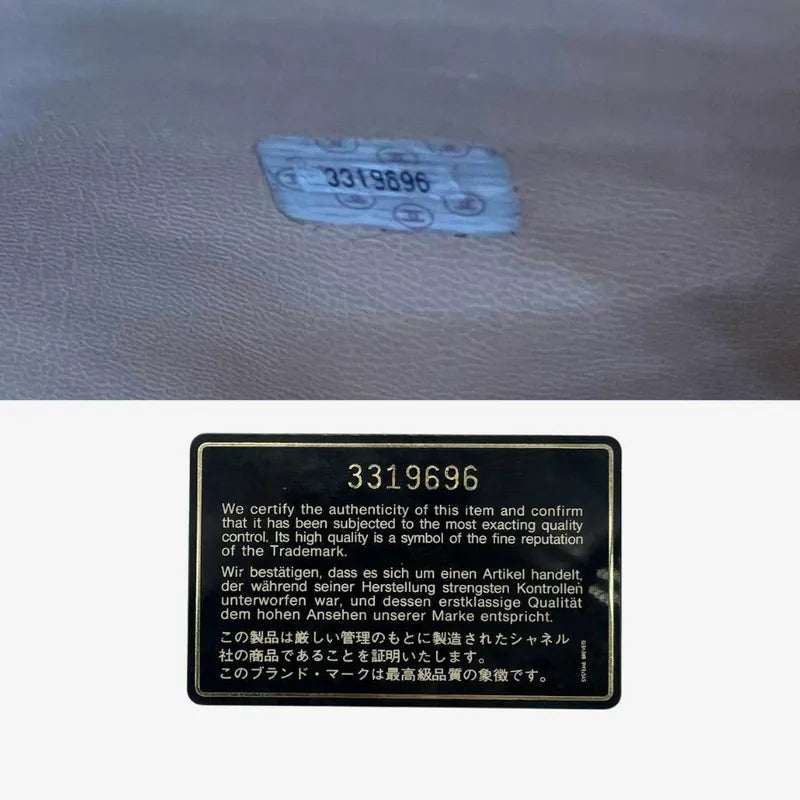 3319696
3319696
We certify the authenticity of this item and confirm
that it has been subjected to the most exacting quality
control. Its high quality is a symbol of the fine reputation
of the Trademark.
Wir bestätigen, dass es sich um einen Artikel handelt,
der während seiner Herstellung strengsten Kontrollen
unterworfen war, und dessen erstklassige Qualität
dem hohen Ansehen unserer Marke entspricht.
この製品は厳しい管理のもとに製造されたシャネル
社の商品であることを証明いたします。
このブランド・マークは最高級品質の象徴です。
SYSTEME BREVETE